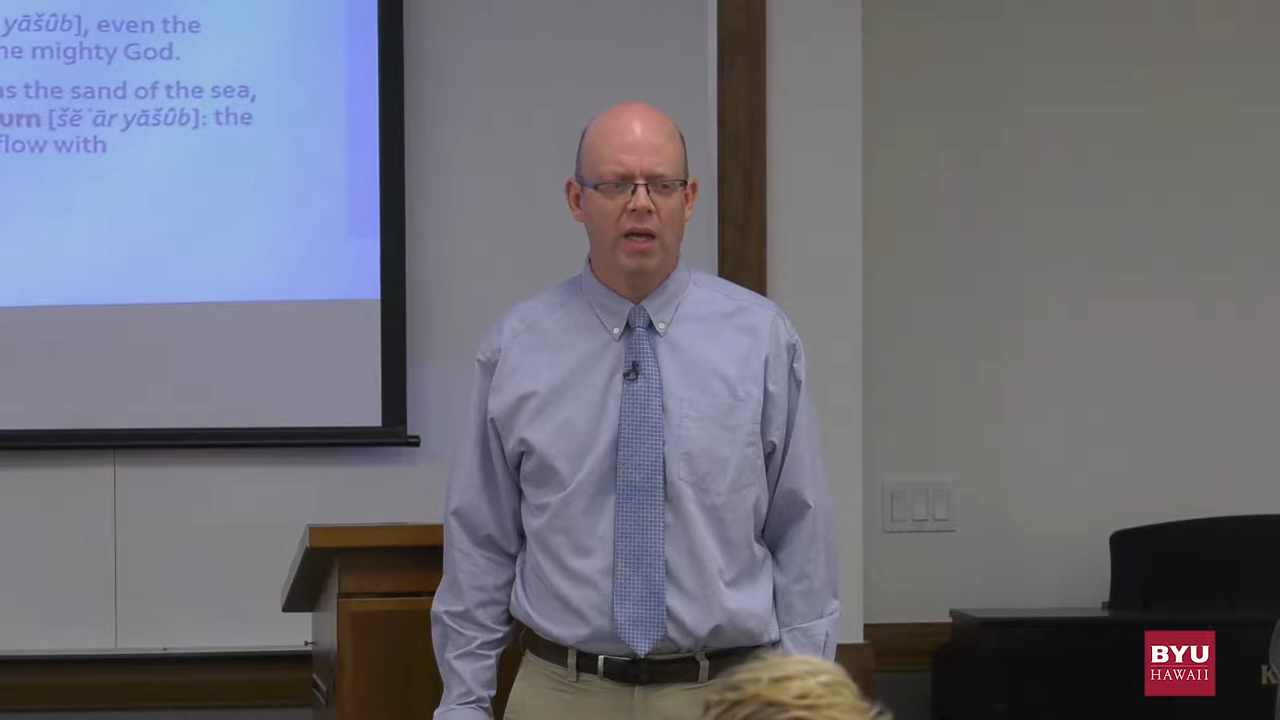 yāšûb], even the
he mighty God.
as the sand of the sea,
urn [šĕʾār yāšûb]: the
flow with
BYU
HAWAII
K